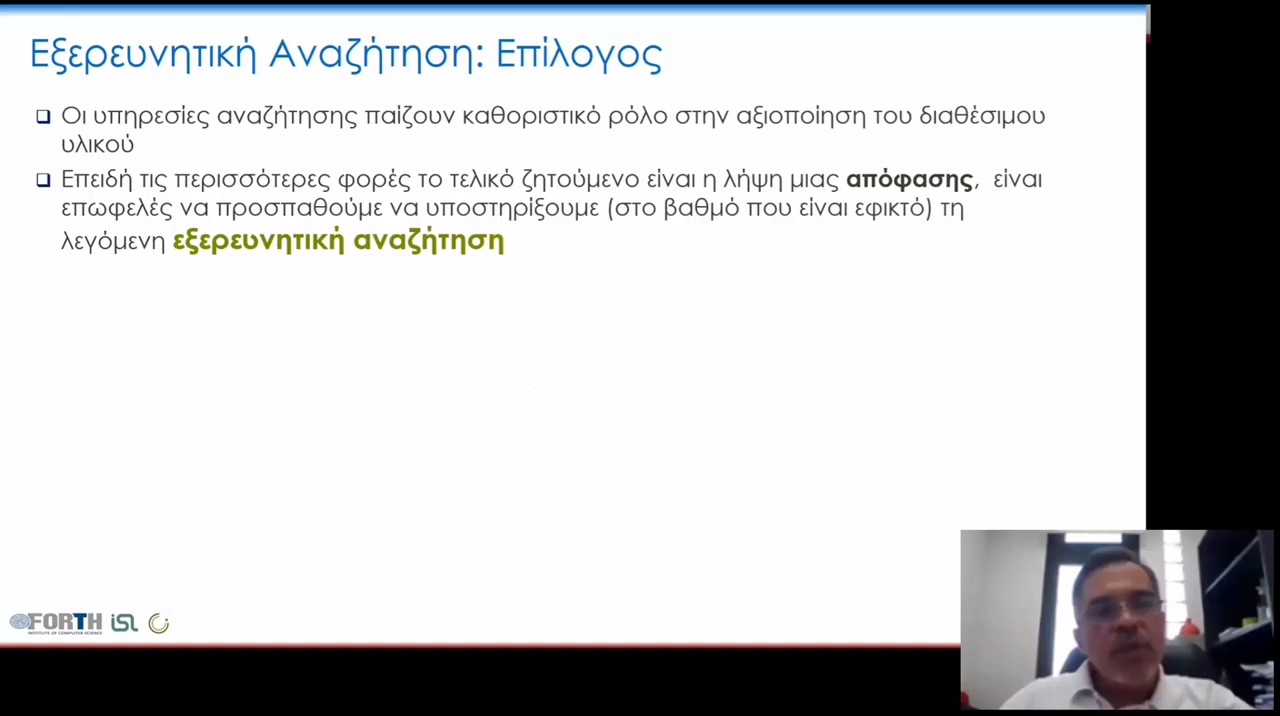 Εξερευνητική Αναζήτηση: Επίλογος
Οι υπηρεσίες αναζήτησης παίζουν καθοριστικό ρόλο στην αξιοποίηση του διαθέσιμου
υλικού
Επειδή τις περισσότερες φορές το τελικό ζητούμενο είναι η λήψη μιας απόφασης, είναι
επωφελές να προσπαθούμε να υποστηρίξουμε (στο βαθμό που είναι εφικτό) τη
λεγόμενη εξερευνητική αναζήτηση
FORTH isl
INSTITUTE OF COMPUTER SCIENCE